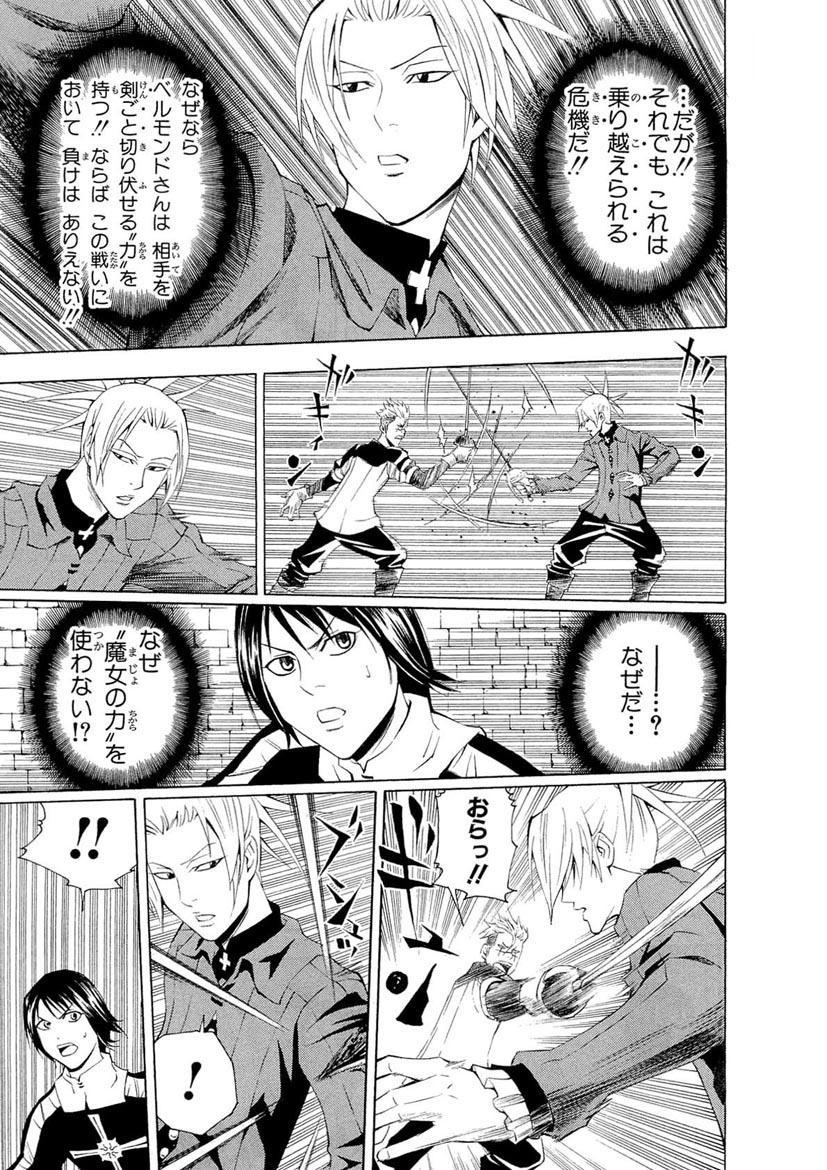 …だが!!
それでも これは
乗り越えられる
危機だ!!
なぜなら
ベルモンドさんは 相手を
剣ごと切り伏せる〝力〟を
持つ!! ならば この戦いに
おいて 負けは ありえない!!
ガキィン
ガキィン
――…?
なぜだ…
なぜ
〝魔女の力〟を
使わない!?
おらっ!!
ギィン
!
!!